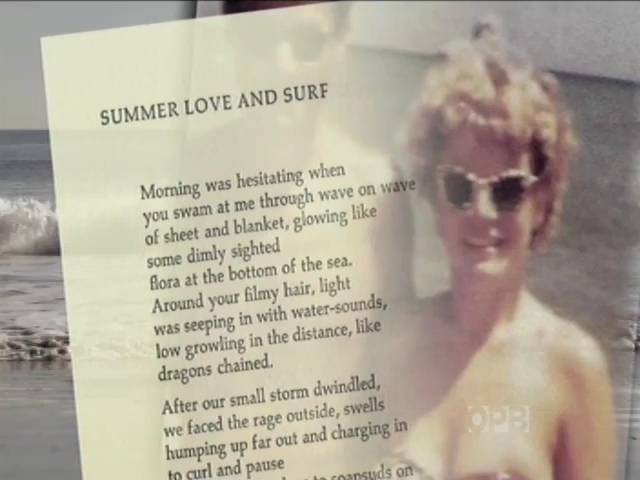 SUMMER LOVE AND SURF
Morning was hesitating when
you swam at me through wave on wave
of sheet and blanket, glowing like
some dimly sighted
flora at the bottom of the sea.
Around your filmy hair, light
was seeping in with water-sounds,
low growling in the distance, like
dragons chained.
After our small storm dwindled,
we faced the rage outside, swells
humping up far out and charging in
to curl and pause
to soapsuds on
OPB